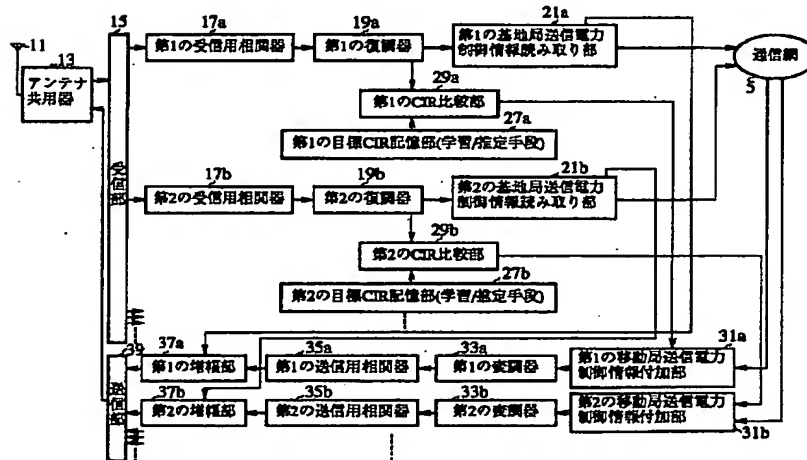 15
17a
19a
21a
11
13
アンテナ
共用器
第1の受信用相関器
第1の復調器
第1の基地局送信電力
制御情報読み取り部
通信網
5
29a
第1のCIR比較部
27a
第1の目標CIR記憶部(学習/推定手段)
17b
19b
21b
第2の受信用相関器
第2の復調器
第2の基地局送信電力
制御情報読み取り部
29b
第2のCIR比較部
27b
第2の目標CIR記憶部(学習/推定手段)
39
37a
35a
33a
31a
第1の増幅部
第1の送信用相関器
第1の変調器
第1の移動局送信電力
制御情報付加部
37b
35b
33b
第2の増幅部
第2の送信用相関器
第2の変調器
第2の移動局送信電力
制御情報付加部
31b